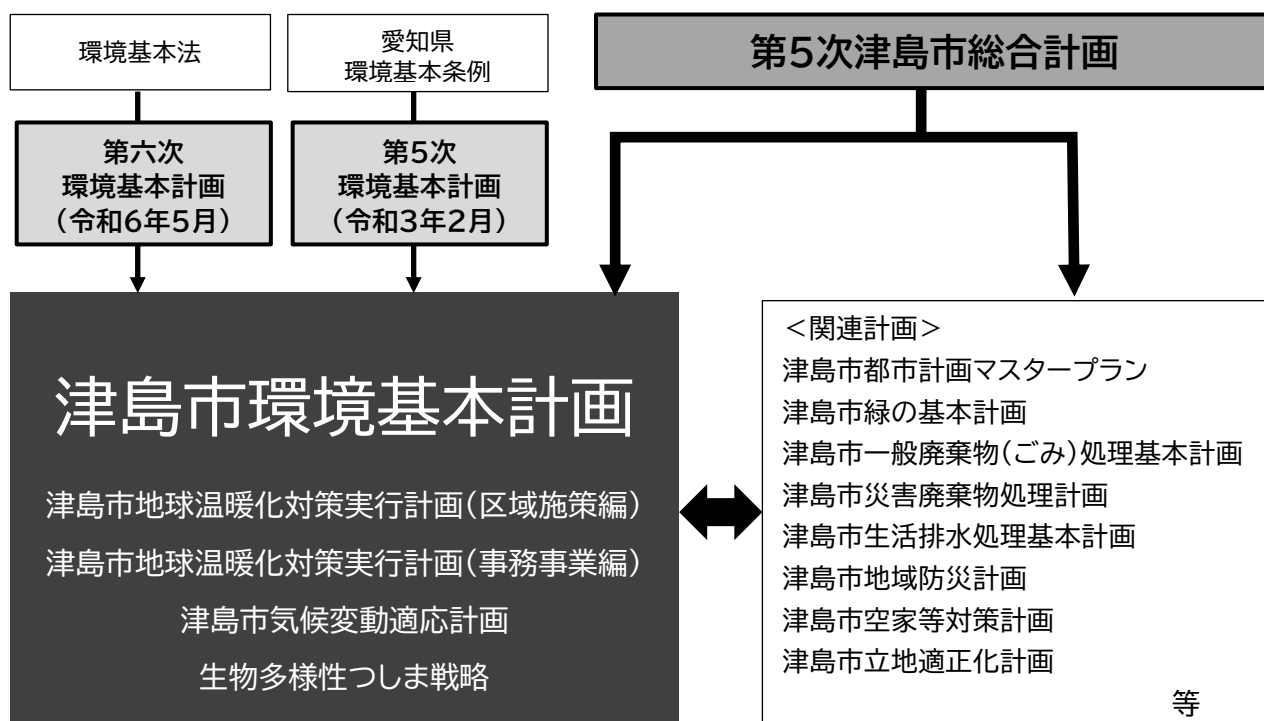 環境基本法
愛知県
環境基本条例
第5次津島市総合計画
第六次
環境基本計画
(令和6年5月)
第5次
環境基本計画
(令和3年2月)
津島市環境基本計画
津島市地球温暖化対策実行計画(区域施策編)
津島市地球温暖化対策実行計画(事務事業編)
津島市気候変動適応計画
生物多様性つしま戦略
<関連計画>
津島市都市計画マスタープラン
津島市緑の基本計画
津島市一般廃棄物(ごみ)処理基本計画
津島市災害廃棄物処理計画
津島市生活排水処理基本計画
津島市地域防災計画
津島市空家等対策計画
津島市立地適正化計画
等